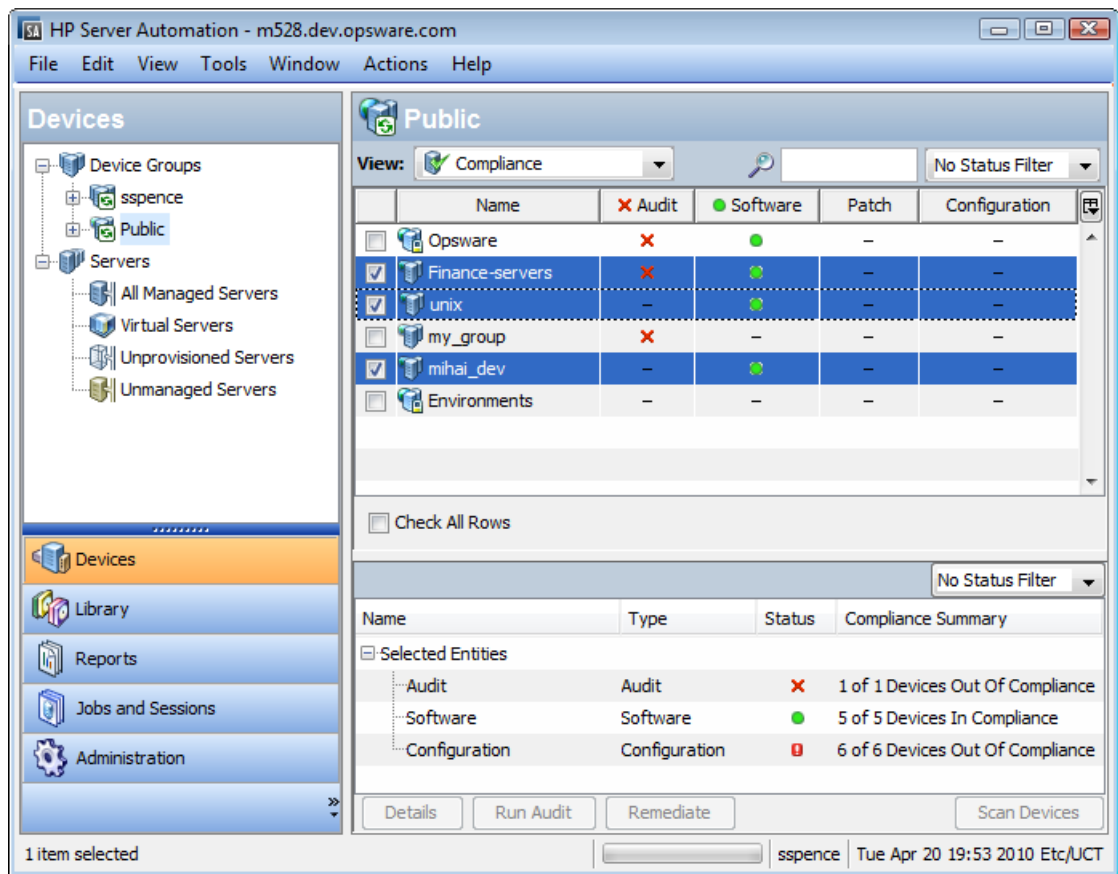 HP Server Automation - m528.dev.opsware.com
File Edit View Tools Window Actions Help
Devices
Device Groups
sspence
Public
Servers
All Managed Servers
Virtual Servers
Unprovisioned Servers
Unmanaged Servers
Devices
Library
Reports
Jobs and Sessions
Administration
Public
View: Compliance No Status Filter
Name Audit Software Patch Configuration
Opsware – –
Finance-servers – –
unix – – –
my_group – – –
mihai_dev – – –
Environments – – – –
Check All Rows
No Status Filter
Name Type Status Compliance Summary
Selected Entities
Audit Audit 1 of 1 Devices Out Of Compliance
Software Software 5 of 5 Devices In Compliance
Configuration Configuration 6 of 6 Devices Out Of Compliance
Details Run Audit Remediate Scan Devices
1 item selected sspence Tue Apr 20 19:53 2010 Etc/UCT